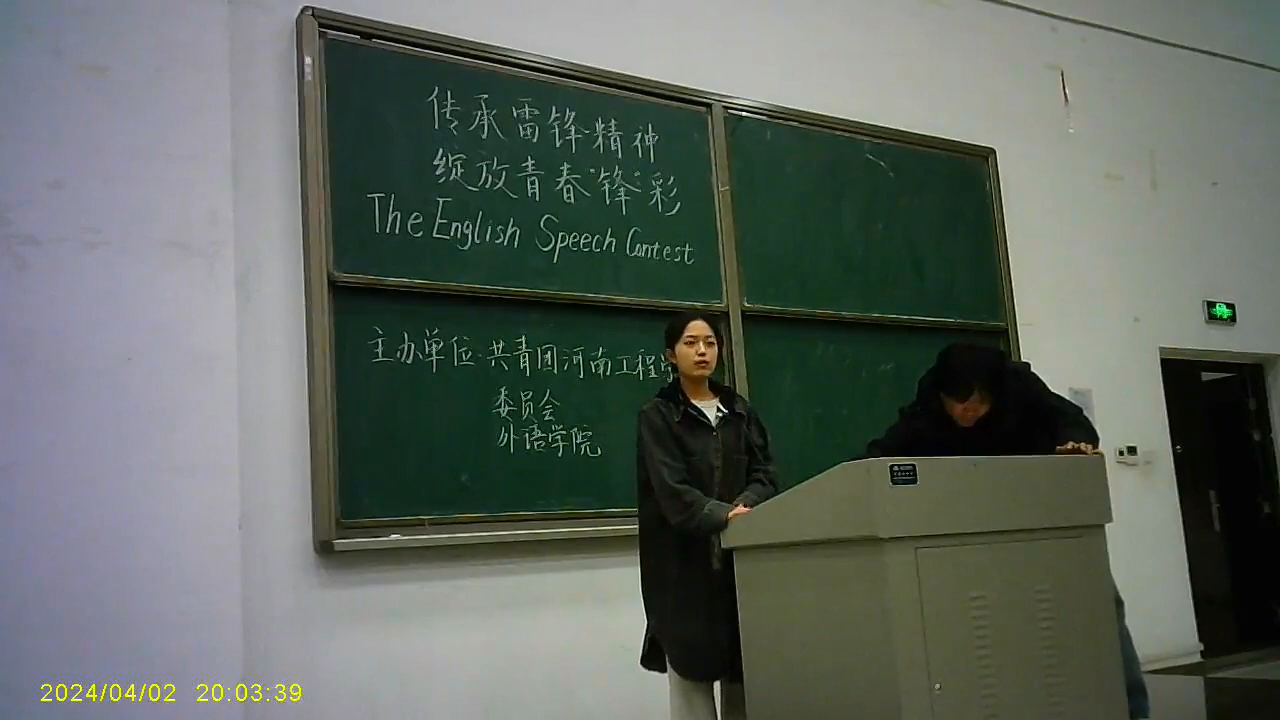 传承雷锋精神
绽放青春"锋"彩
The English Speech Contest
主办单位·共青团河南工程学
委员会
外语学院
2024/04/02 20:03:39